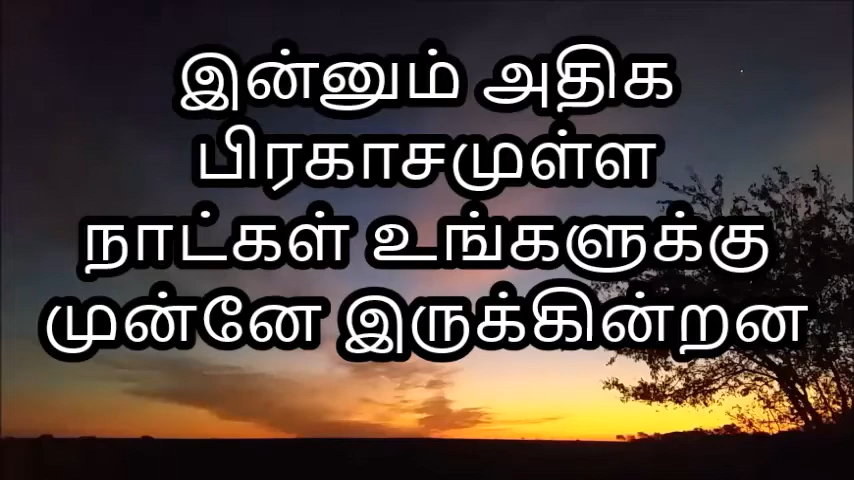 இன்னும் அதிக
பிரகாசமுள்ள
நாட்கள் உங்களுக்கு
முன்னே இருக்கின்றன